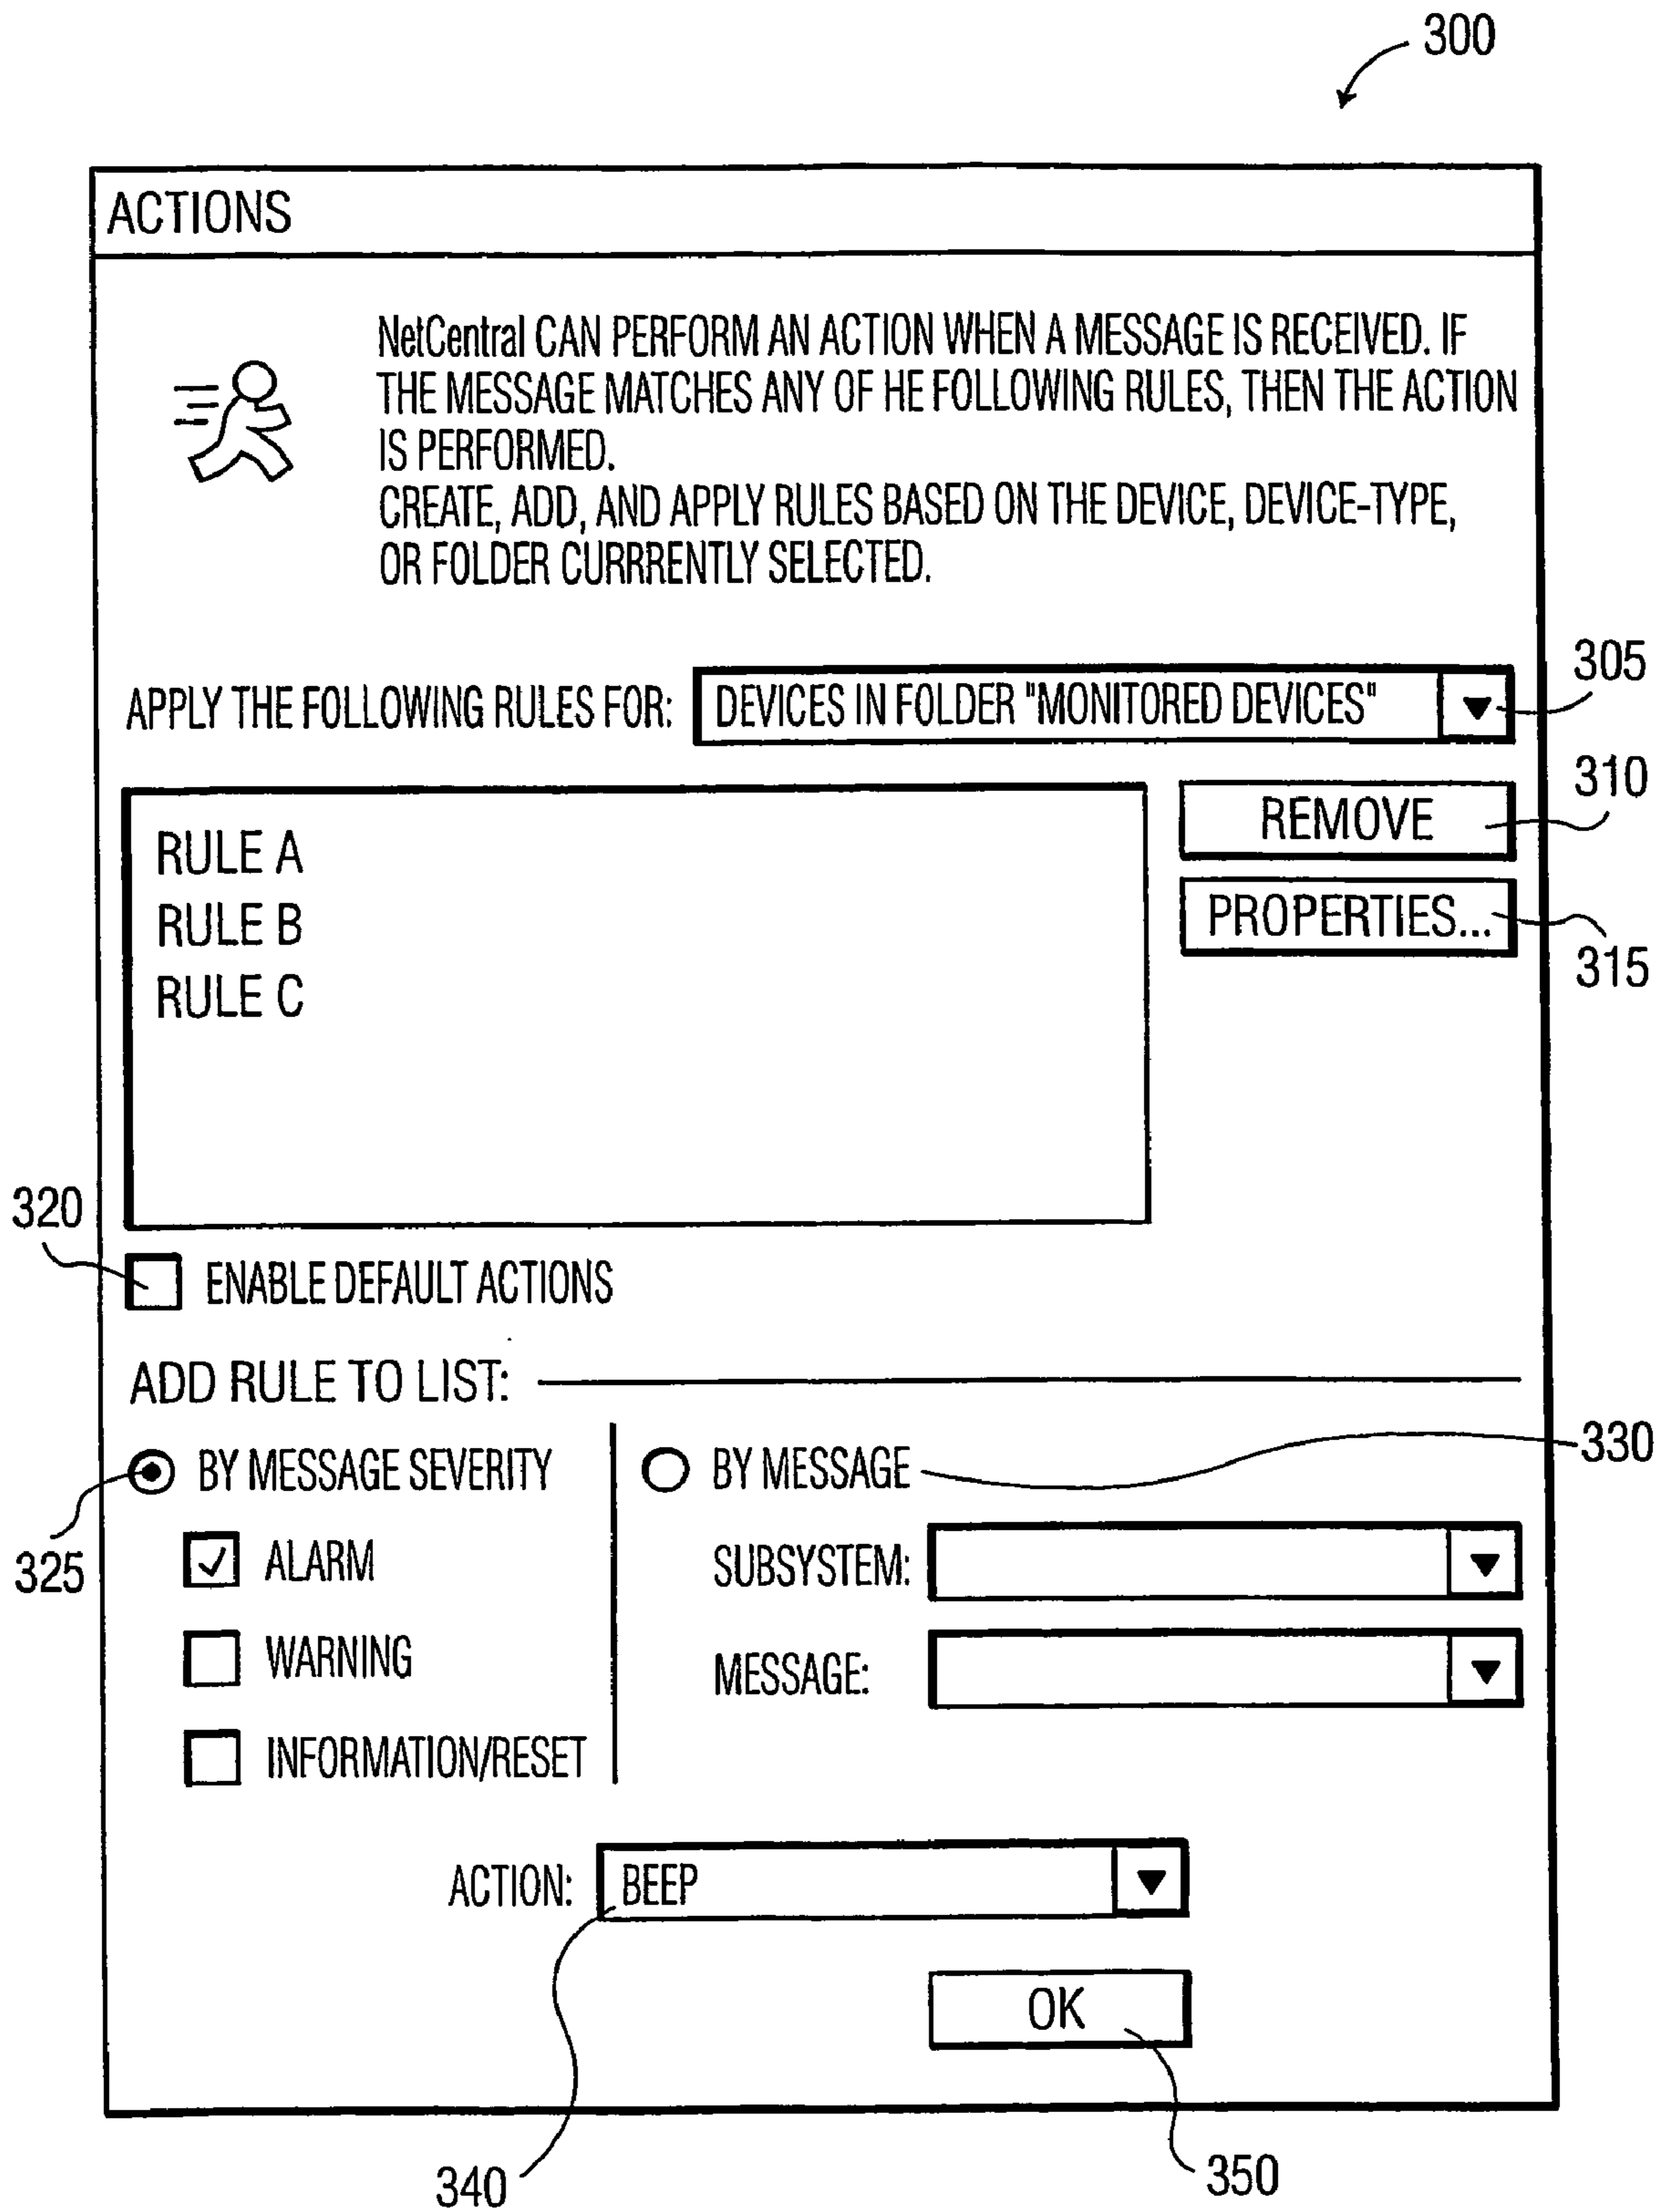 300
ACTIONS
NetCentral CAN PERFORM AN ACTION WHEN A MESSAGE IS RECEIVED. IF
THE MESSAGE MATCHES ANY OF HE FOLLOWING RULES, THEN THE ACTION
IS PERFORMED.
CREATE, ADD, AND APPLY RULES BASED ON THE DEVICE, DEVICE-TYPE,
OR FOLDER CURRRENTLY SELECTED.
305
APPLY THE FOLLOWING RULES FOR: DEVICES IN FOLDER "MONITORED DEVICES"
310
REMOVE
RULE A
PROPERTIES...
RULE B
315
RULE C
320
ENABLE DEFAULT ACTIONS
ADD RULE TO LIST:
330
BY MESSAGE SEVERITY
BY MESSAGE
325
ALARM
SUBSYSTEM:
WARNING
MESSAGE:
INFORMATION/RESET
ACTION: BEEP
OK
340
350